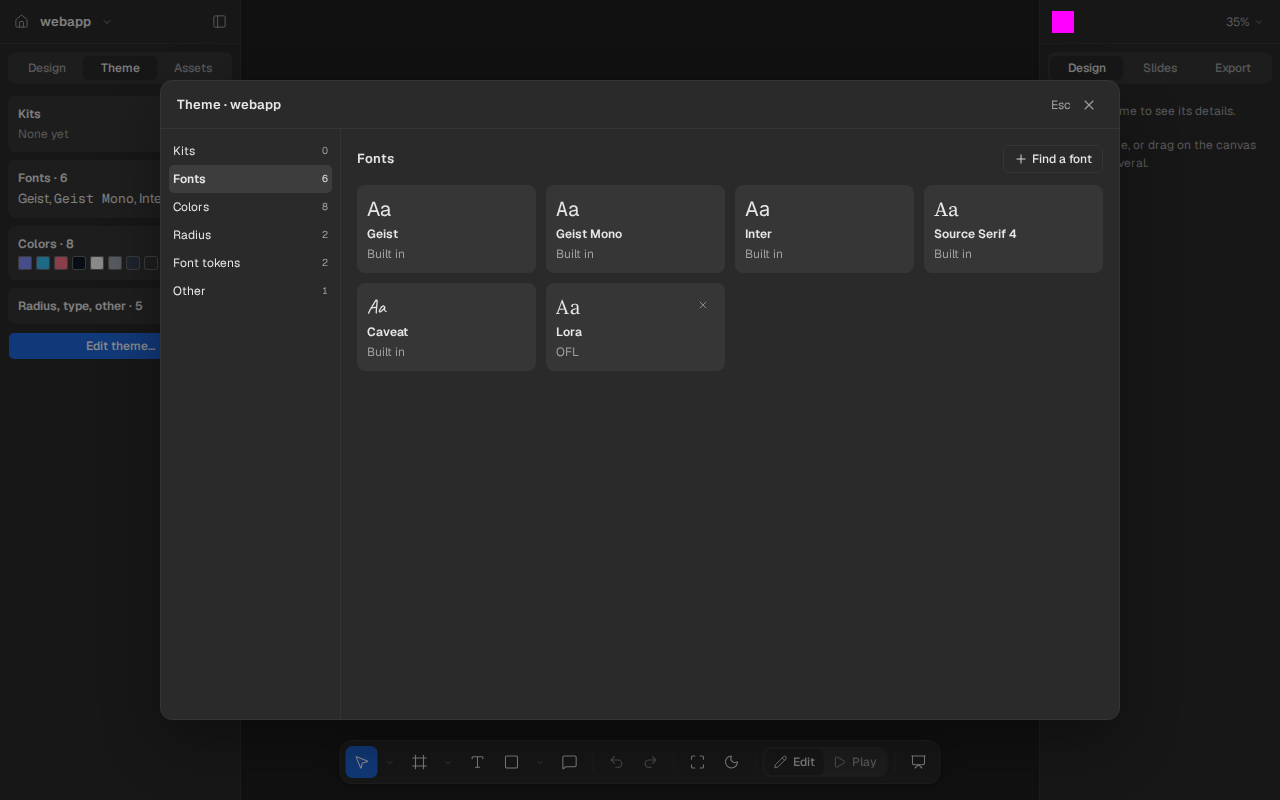 webapp
35%
Design Theme Assets
Design Slides Export
Kits
None yet
Fonts · 6
Geist, Geist Mono, Inte
Colors · 8
Radius, type, other · 5
Edit theme…
Theme · webapp
Esc
Kits 0
Fonts 6
Colors 8
Radius 2
Font tokens 2
Other 1
Fonts
Find a font
Aa
Geist
Built in
Aa
Geist Mono
Built in
Aa
Inter
Built in
Aa
Source Serif 4
Built in
Aa
Caveat
Built in
Aa
Lora
OFL
me to see its details.
e, or drag on the canvas
veral.
Edit
Play